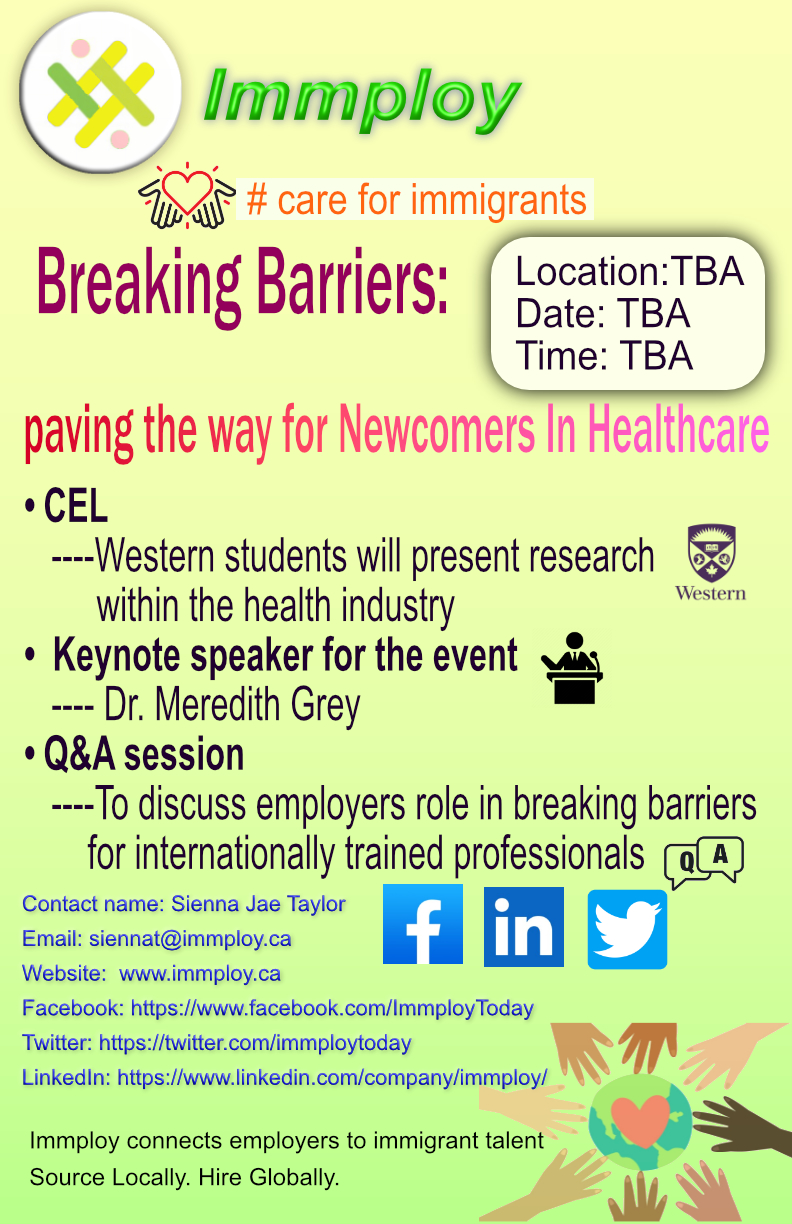 Immploy
# care for immigrants
Breaking Barriers:
Location:TBA
Date: TBA
Time: TBA
paving the way for Newcomers In Healthcare
• CEL
----Western students will present research
within the health industry
Western
• Keynote speaker for the event
---- Dr. Meredith Grey
• Q&A session
----To discuss employers role in breaking barriers
for internationally trained professionals
Q A
Contact name: Sienna Jae Taylor
Email: siennat@immploy.ca
Website: www.immploy.ca
Facebook: https://www.facebook.com/ImmployToday
Twitter: https://twitter.com/immploytoday
LinkedIn: https://www.linkedin.com/company/immploy/
f
in
Immploy connects employers to immigrant talent
Source Locally. Hire Globally.